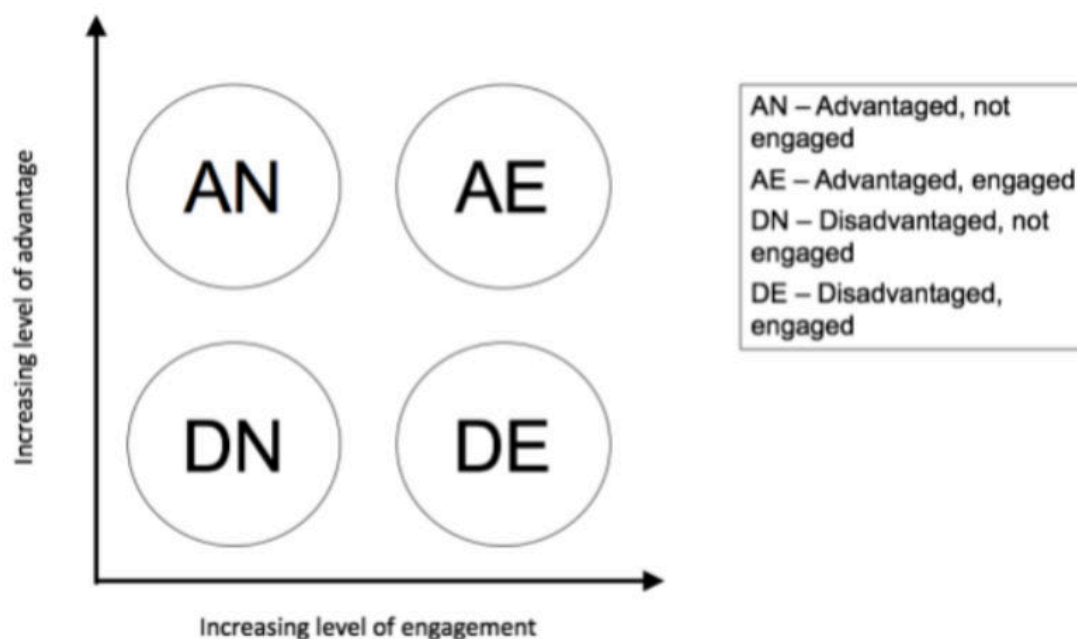 Increasing level of advantage
AN
AE
DN
DE
Increasing level of engagement
AN – Advantaged, not
engaged
AE – Advantaged, engaged
DN – Disadvantaged, not
engaged
DE – Disadvantaged,
engaged